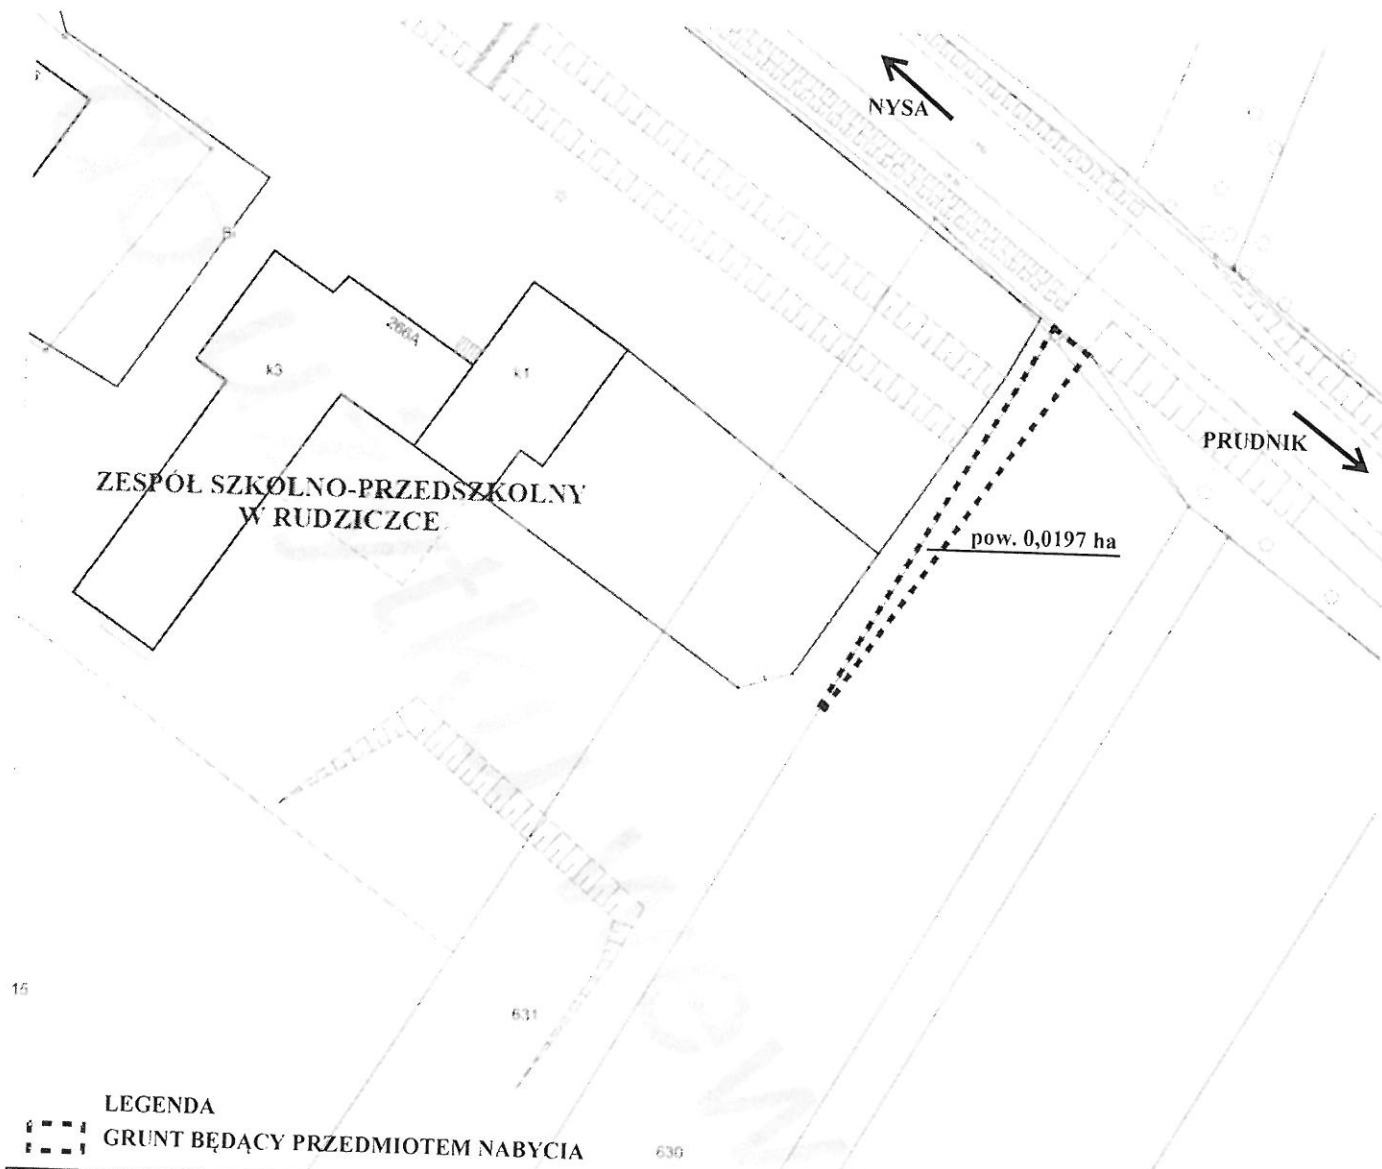 NYSA
Bi
266A
k3
k1
PRUDNIK
ZESPÓŁ SZKOLNO-PRZEDSZKOLNY
W RUDZICZCE
pow. 0,0197 ha
15
631
LEGENDA
GRUNT BĘDĄCY PRZEDMIOTEM NABYCIA
630